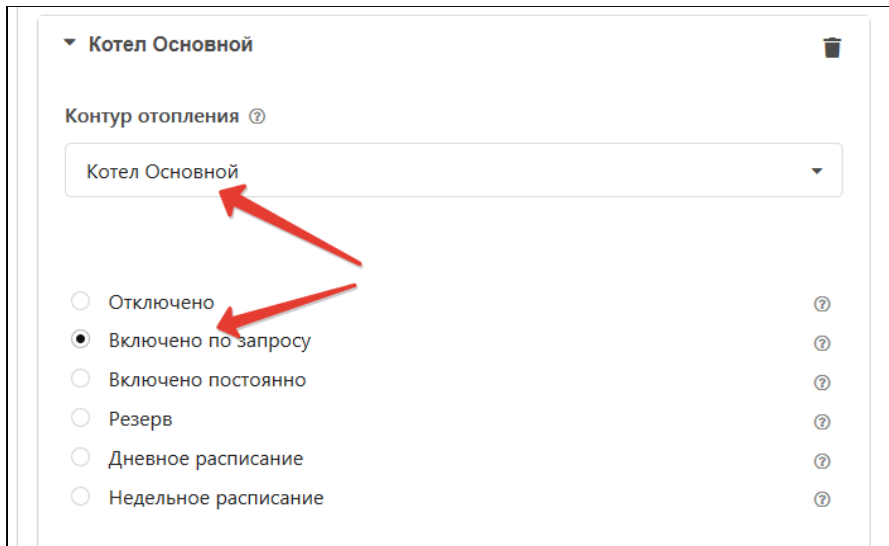 Котел Основной
Контур отопления
Котел Основной
Отключено
Включено по запросу
Включено постоянно
Резерв
Дневное расписание
Недельное расписание